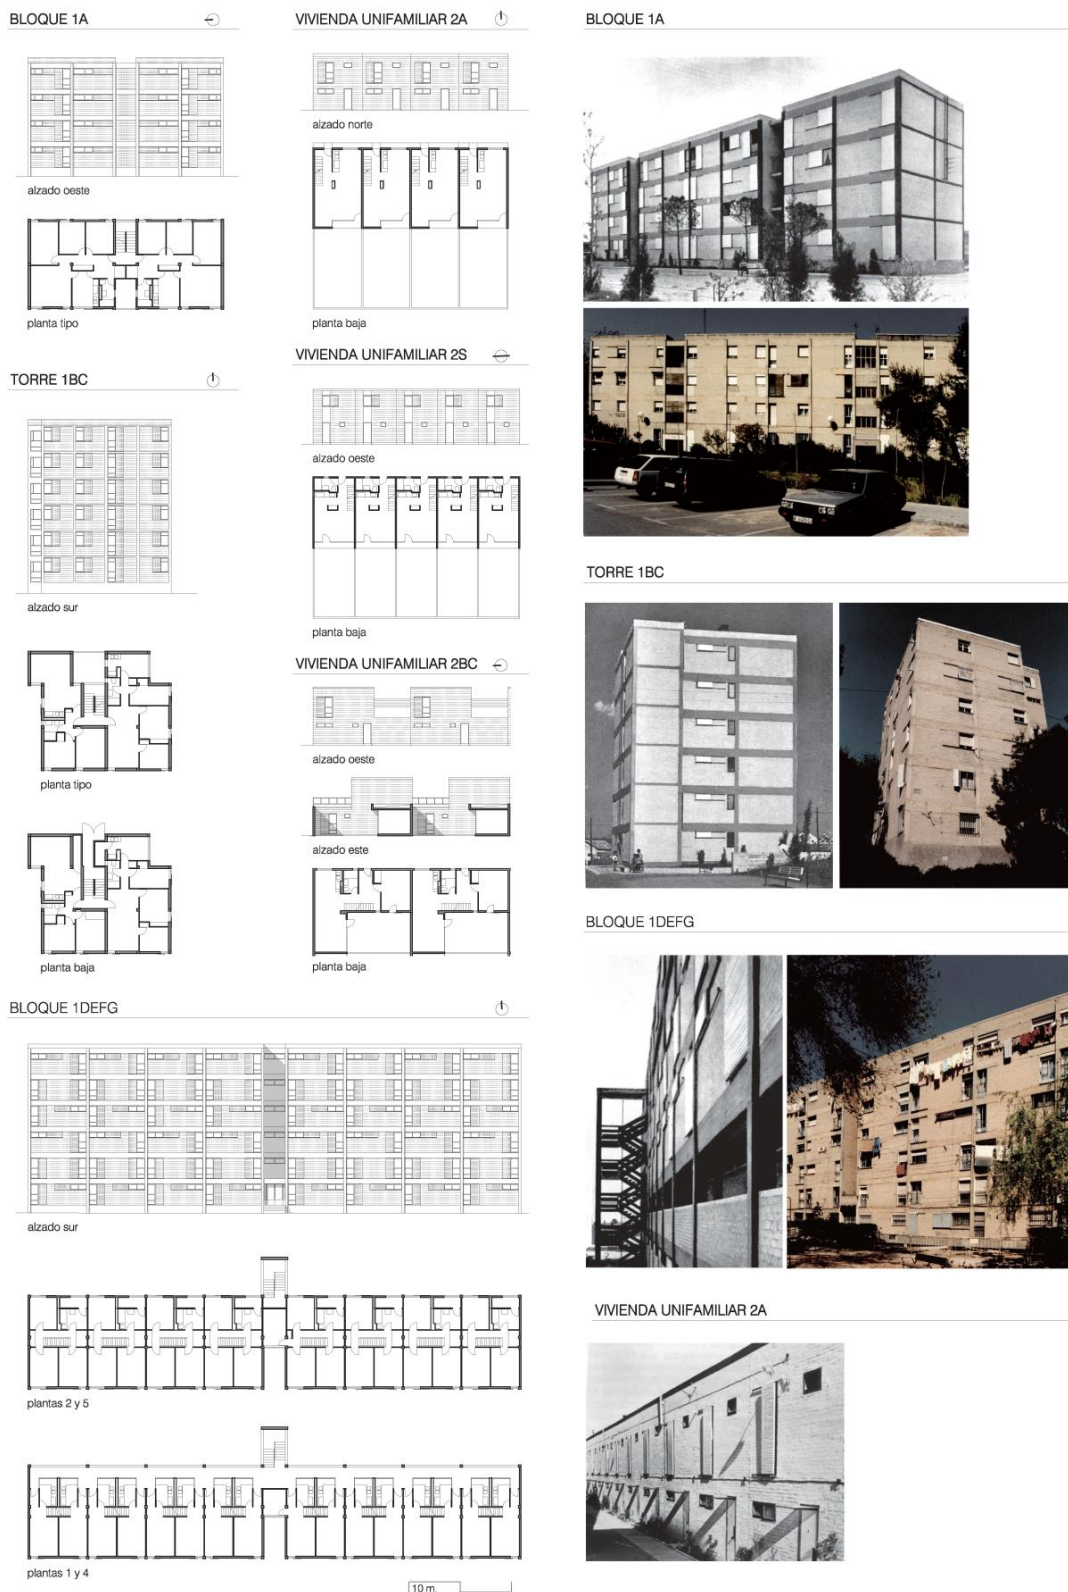 BLOQUE 1A
alzado oeste
planta tipo
TORRE 1BC
alzado sur
planta tipo
planta baja
BLOQUE 1DEFG
alzado sur
plantas 2 y 5
plantas 1 y 4
10 m.
VIVIENDA UNIFAMILIAR 2A
alzado norte
planta baja
VIVIENDA UNIFAMILIAR 2S
alzado oeste
planta baja
VIVIENDA UNIFAMILIAR 2BC
alzado oeste
alzado este
planta baja
BLOQUE 1A
TORRE 1BC
BLOQUE 1DEFG
VIVIENDA UNIFAMILIAR 2A